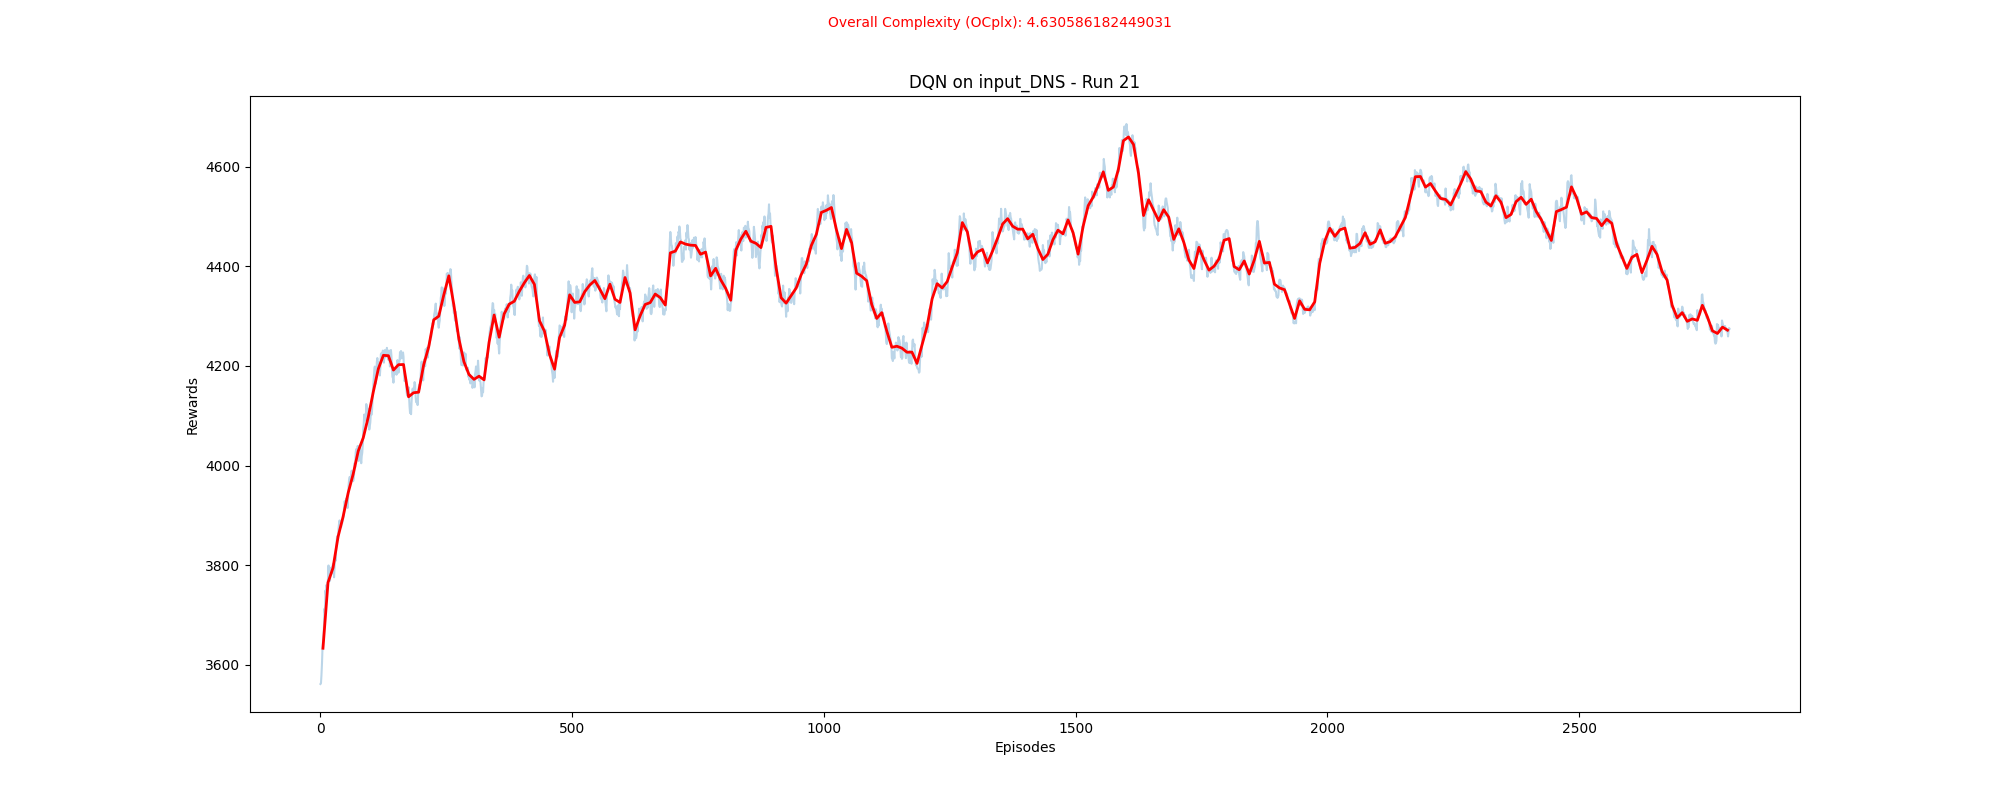 Overall Complexity (OCplx): 4.630586182449031
DQN on input_DNS - Run 21
4600
4400
4200
4000
3800
3600
Rewards
0 500 1000 1500 2000 2500
Episodes